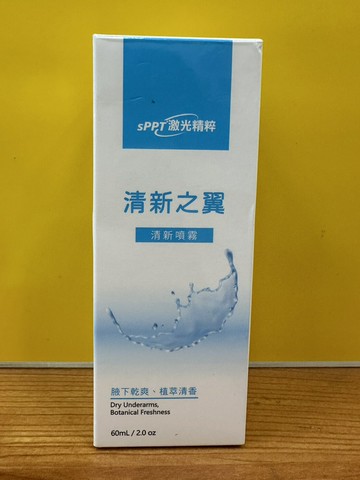 sPPT激光精粹
清新之翼
清新噴霧
腋下乾爽、植萃清香
Dry Underarms,
Botanical Freshness
60mL / 2.0 oz